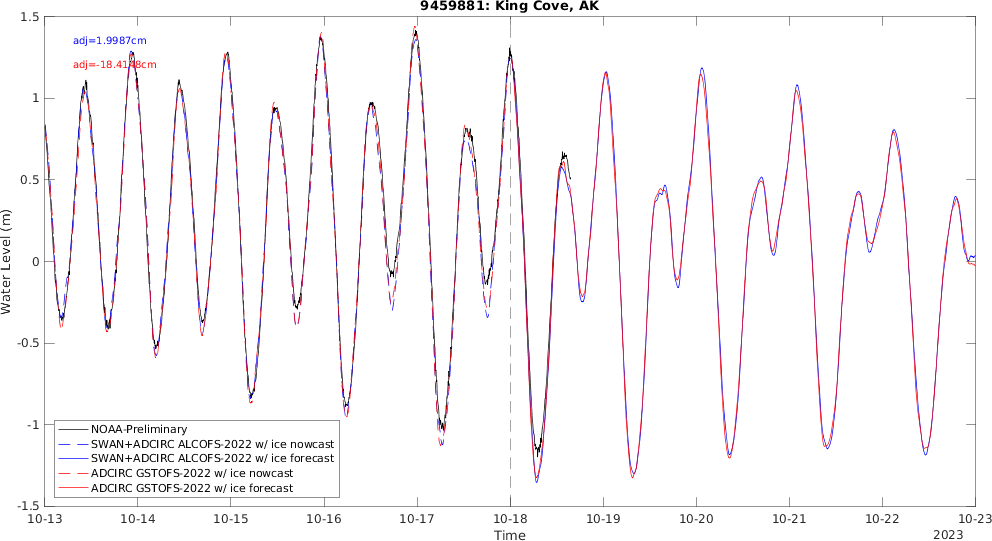 9459881: King Cove, AK
1.5
adj=1.9987cm
adj=-18.4148cm
1
0.5
0
-0.5
-1
-1.5
Water Level (m)
NOAA-Preliminary
SWAN+ADCIRC ALCOFS-2022 w/ ice nowcast
SWAN+ADCIRC ALCOFS-2022 w/ ice forecast
ADCIRC GSTOFS-2022 w/ ice nowcast
ADCIRC GSTOFS-2022 w/ ice forecast
10-13 10-14 10-15 10-16 10-17 10-18 10-19 10-20 10-21 10-22 10-23
Time
2023